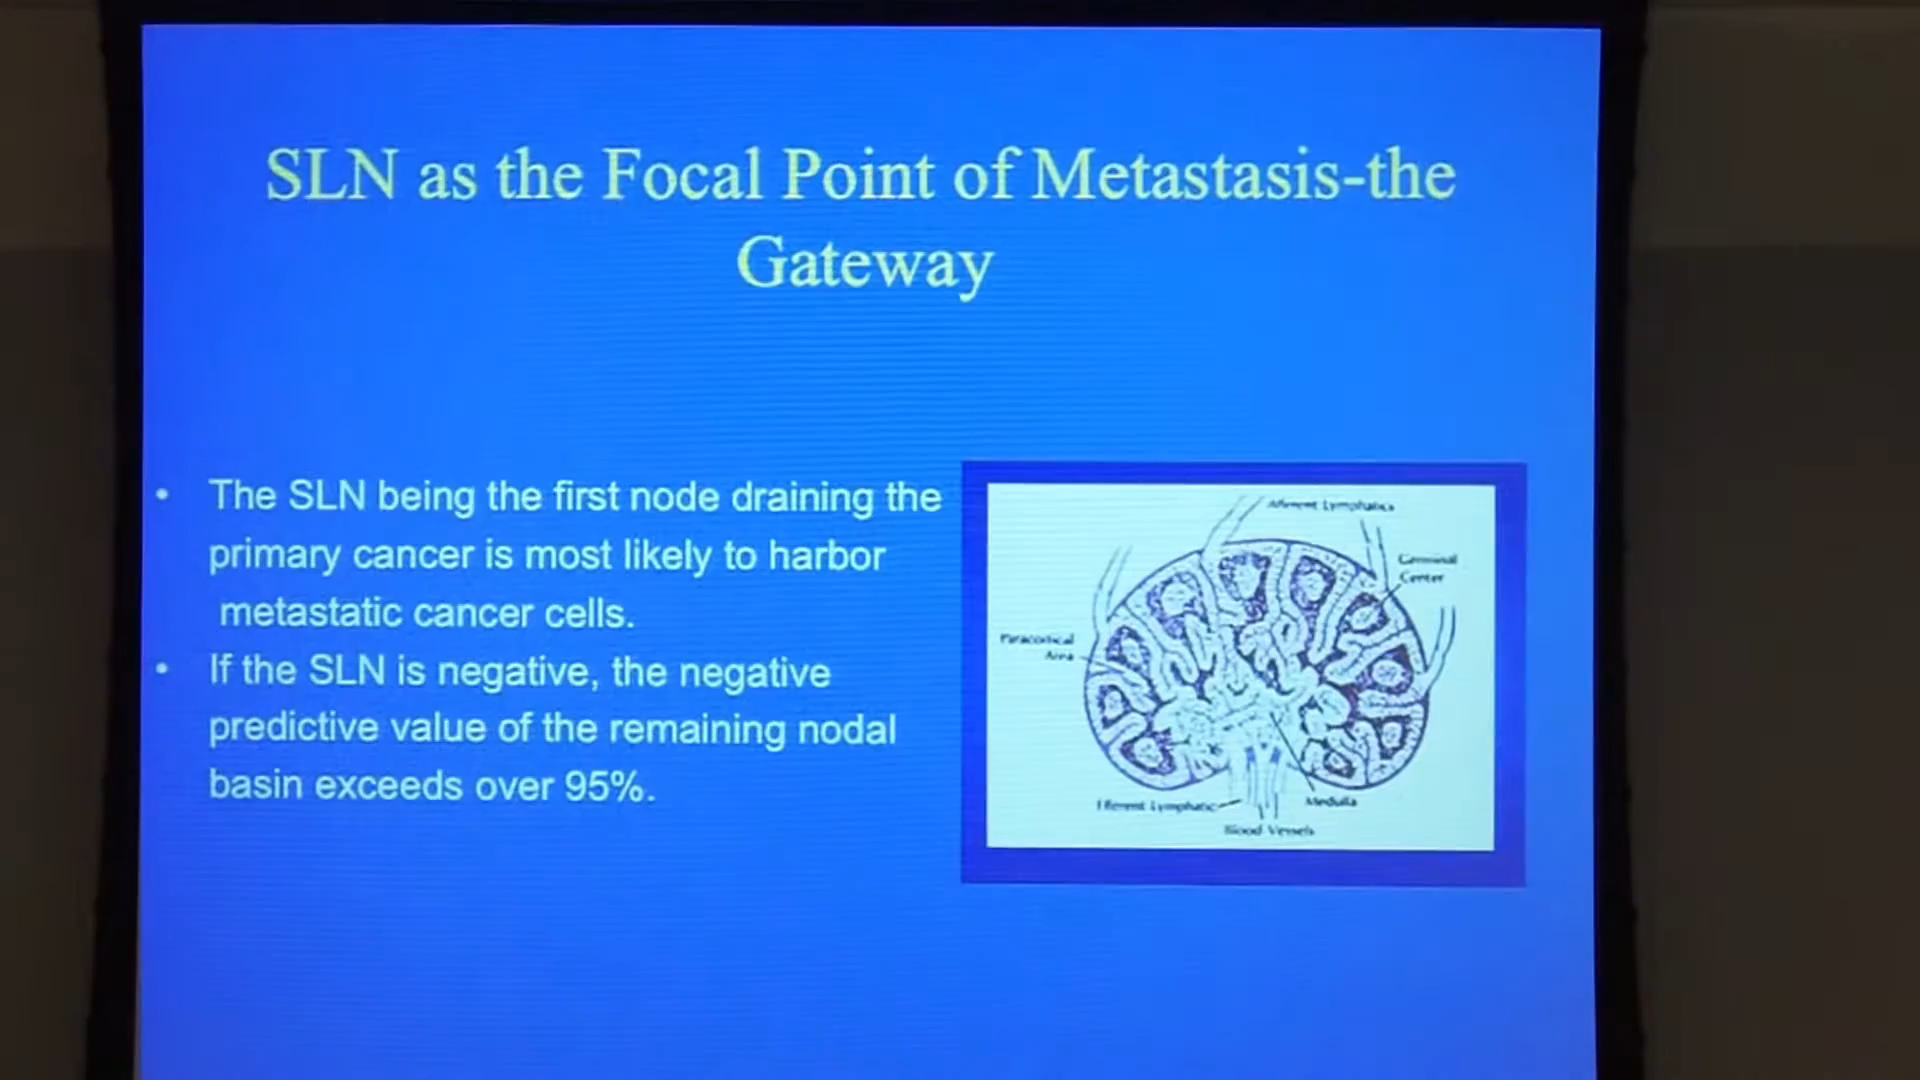 SLN as the Focal Point of Metastasis-the
Gateway
• The SLN being the first node draining the
primary cancer is most likely to harbor
metastatic cancer cells.
• If the SLN is negative, the negative
predictive value of the remaining nodal
basin exceeds over 95%.
Afferent Lymphatics
Germinal
Center
Paracortical
Area
Efferent Lymphatic
Medulla
Blood Vessels